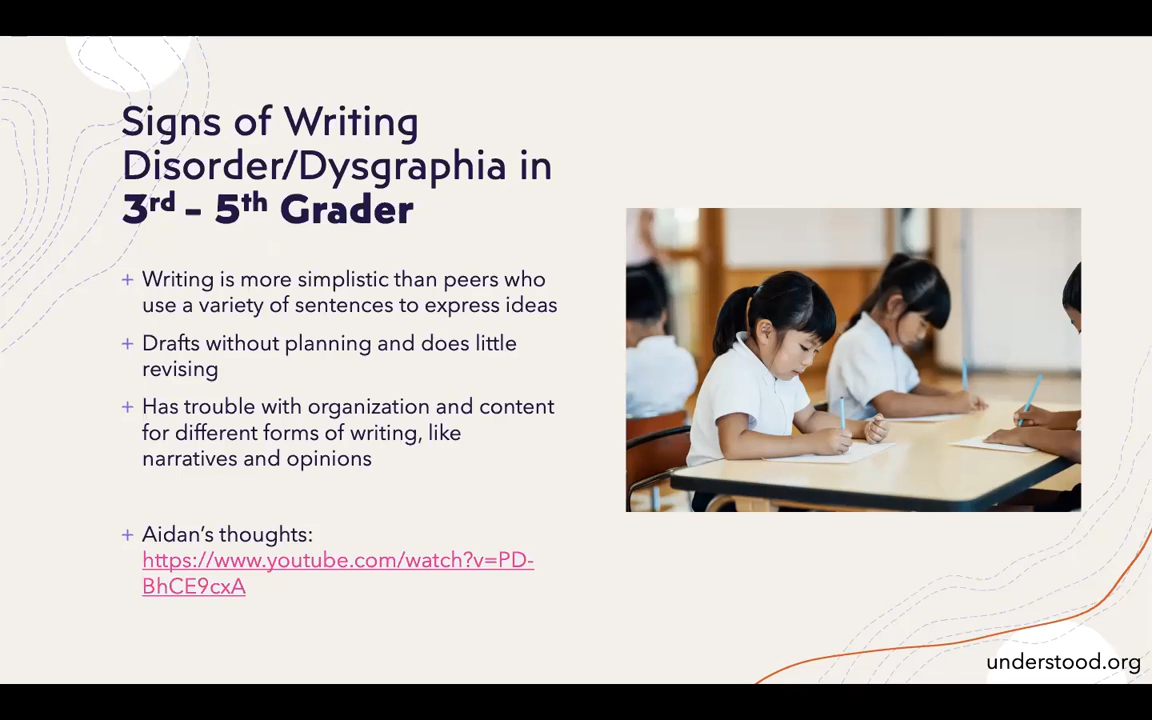 Signs of Writing
Disorder/Dysgraphia in
3rd - 5th Grader
+ Writing is more simplistic than peers who
use a variety of sentences to express ideas
+ Drafts without planning and does little
revising
+ Has trouble with organization and content
for different forms of writing, like
narratives and opinions
+ Aidan's thoughts:
https://www.youtube.com/watch?v=PD-
BhCE9cxA
understood.org